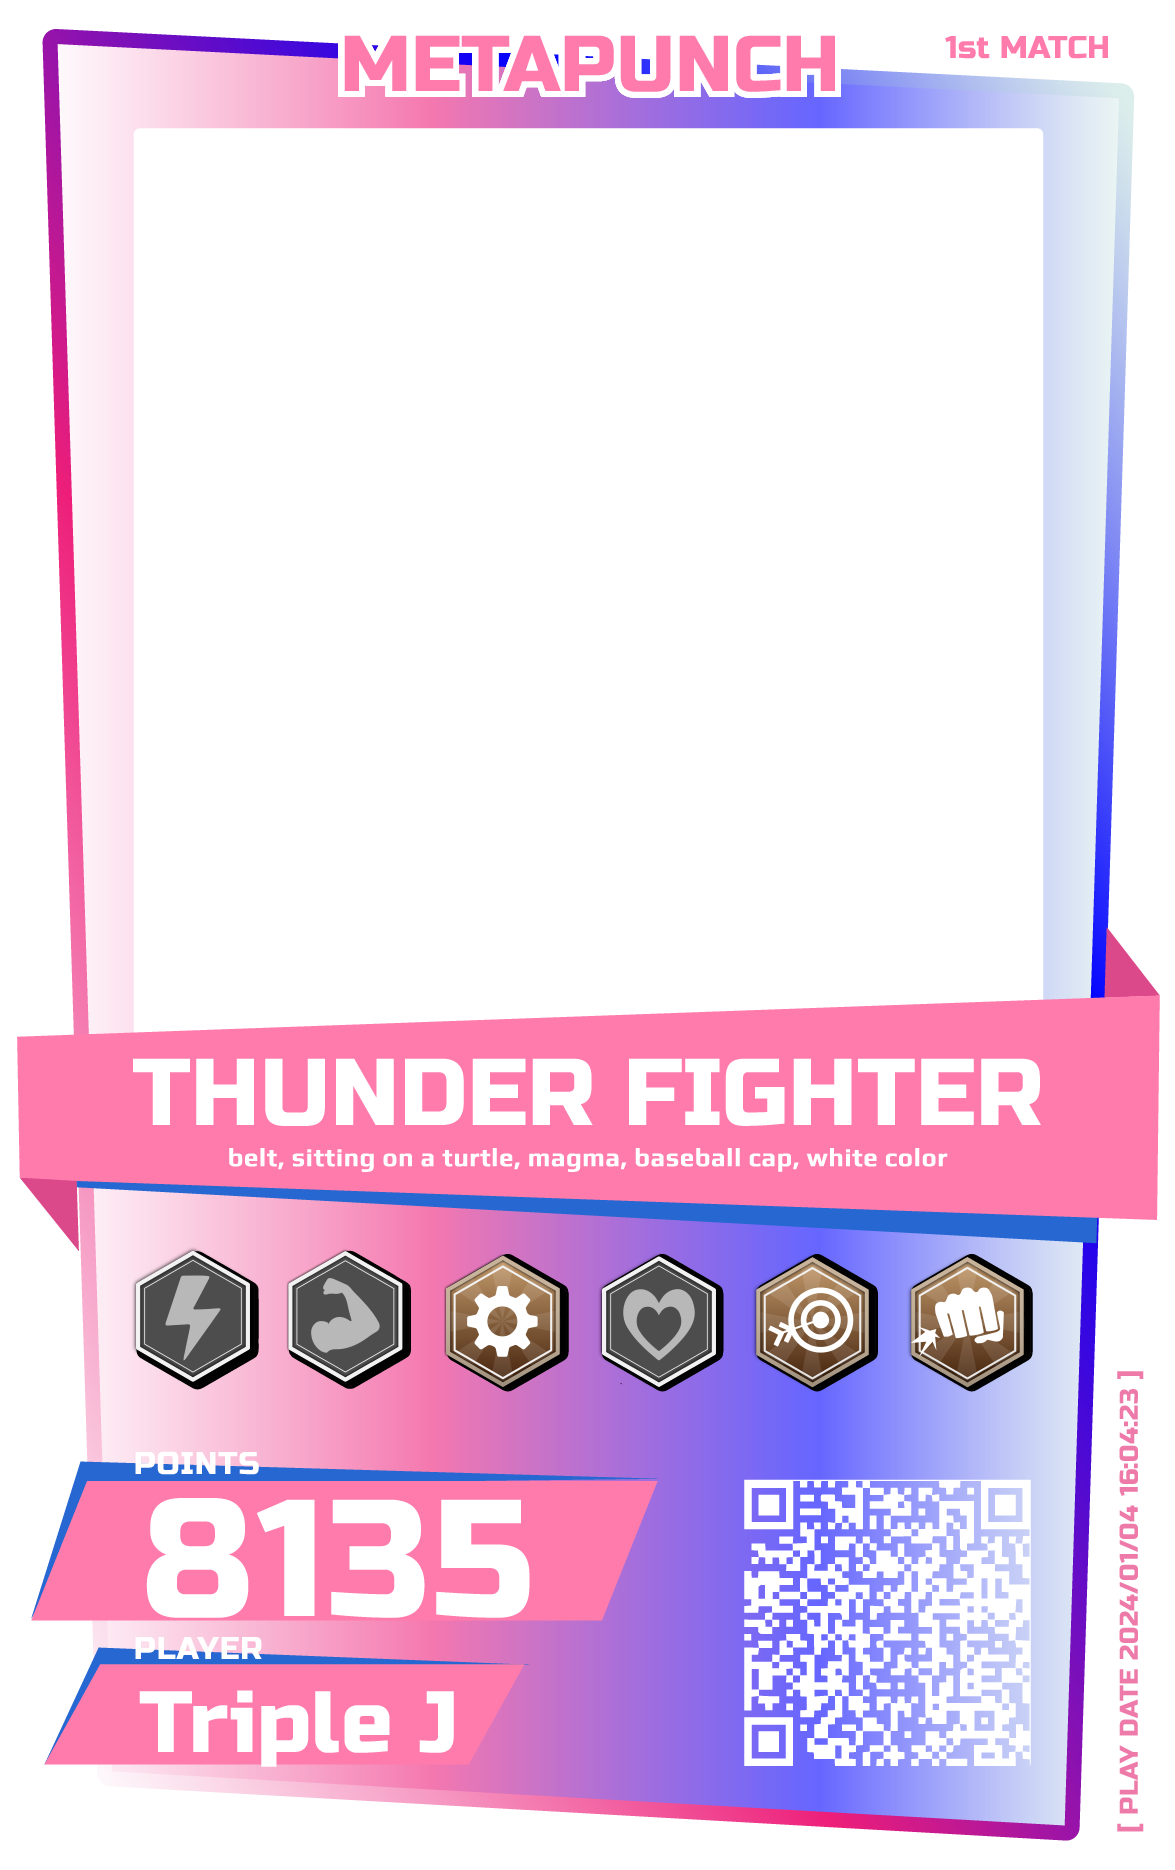 METAPUNCH
1st MATCH
THUNDER FIGHTER
belt, sitting on a turtle, magma, baseball cap, white color
POINTS
8135
PLAYER
Triple J
[ PLAY DATE 2024/01/04 16:04:23 ]